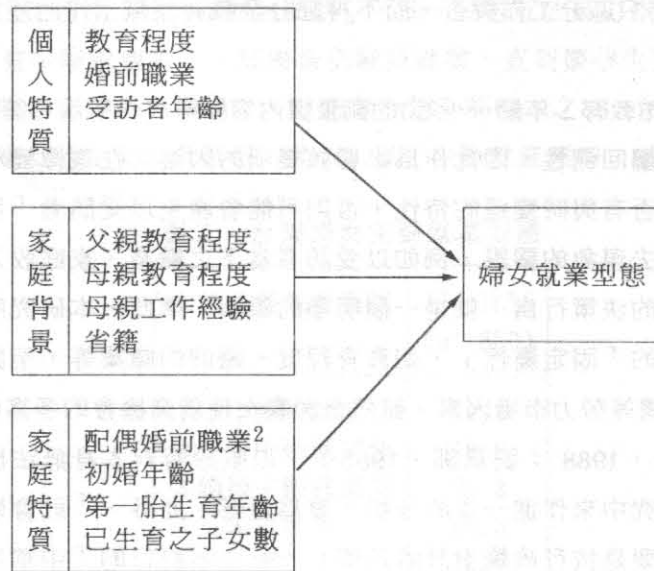 個人特質
教育程度
婚前職業
受訪者年齡
家庭背景
父親教育程度
母親教育程度
母親工作經驗
省籍
婦女就業型態
家庭特質
配偶婚前職業2
初婚年齡
第一胎生育年齡
已生育之子女數